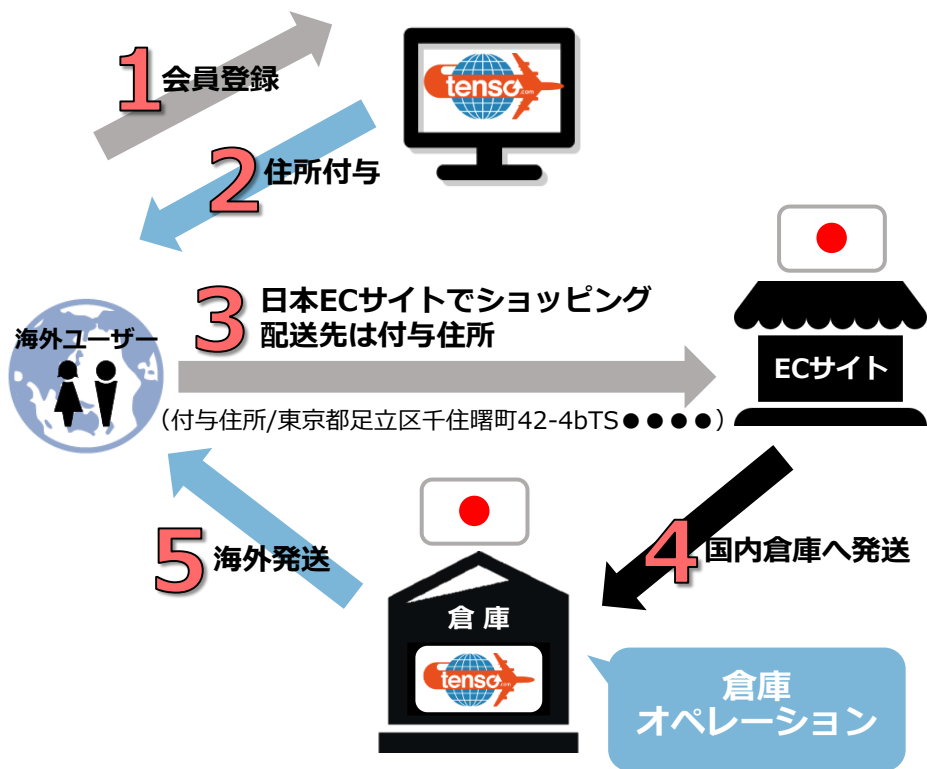 1 会員登録
tenso.com
2 住所付与
3 日本ECサイトでショッピング
配送先は付与住所
海外ユーザー
ECサイト
（付与住所/東京都足立区千住曙町42-4bTS●●●●）
4 国内倉庫へ発送
5 海外発送
倉庫
tenso.com
倉庫
オペレーション